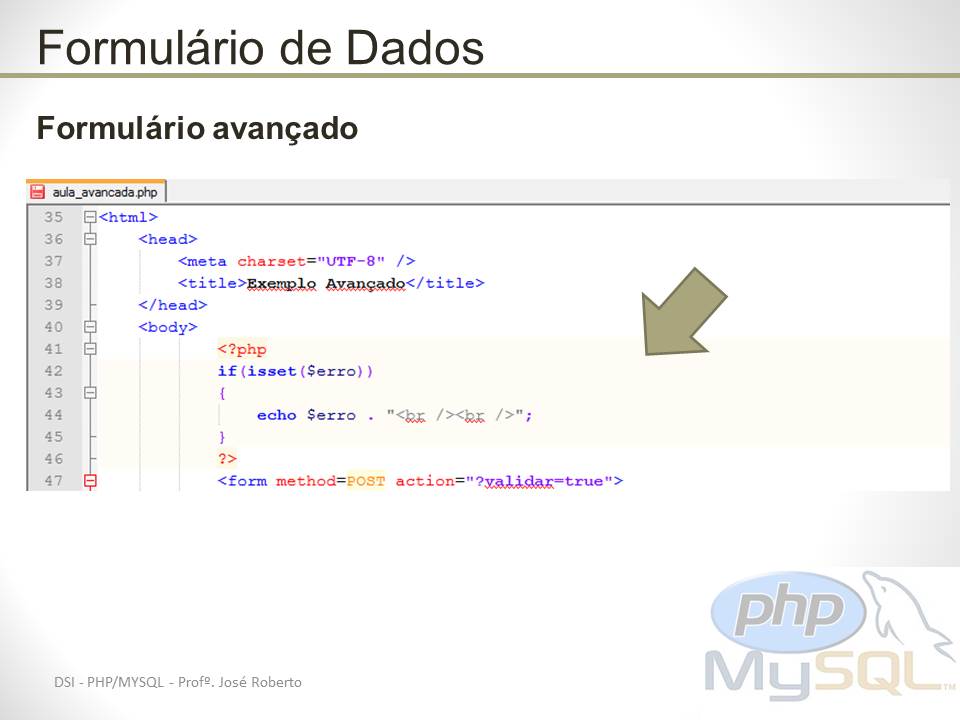 Formulário de Dados
Formulário avançado
aula_avancada.php
35 <html>
36 <head>
37 <meta charset="UTF-8" />
38 <title>Exemplo Avançado</title>
39 </head>
40 <body>
41 <?php
42 if(isset($erro))
43 {
44 echo $erro . "<br /><br />";
45 }
46 ?>
47 <form method=POST action="?validar=true">
php
MySQL™
DSI - PHP/MYSQL - Profº. José Roberto